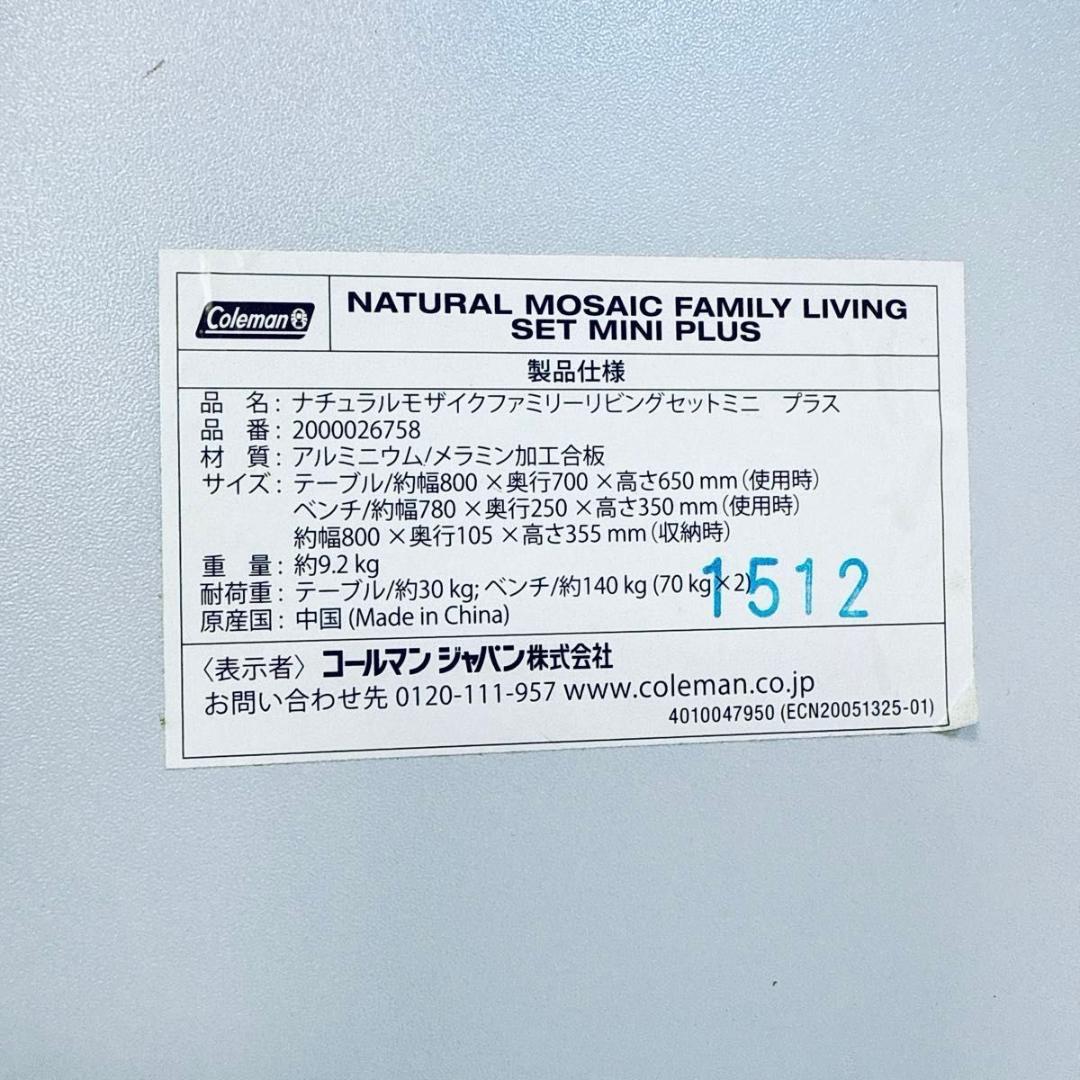 Coleman
NATURAL MOSAIC FAMILY LIVING
SET MINI PLUS
製品仕様
品 名: ナチュラルモザイクファミリーリビングセットミニ プラス
品 番: 2000026758
材 質: アルミニウム/メラミン加工合板
サイズ: テーブル/約幅800×奥行700×高さ650 mm(使用時)
ベンチ/約幅780×奥行250×高さ350 mm(使用時)
約幅800×奥行105×高さ355 mm(収納時)
重 量: 約9.2 kg
耐荷重: テーブル/約30 kg; ベンチ/約140 kg (70 kg×2)
1512
原産国: 中国 (Made in China)
〈表示者〉コールマン ジャパン株式会社
お問い合わせ先 0120-111-957 www.coleman.co.jp
4010047950 (ECN20051325-01)